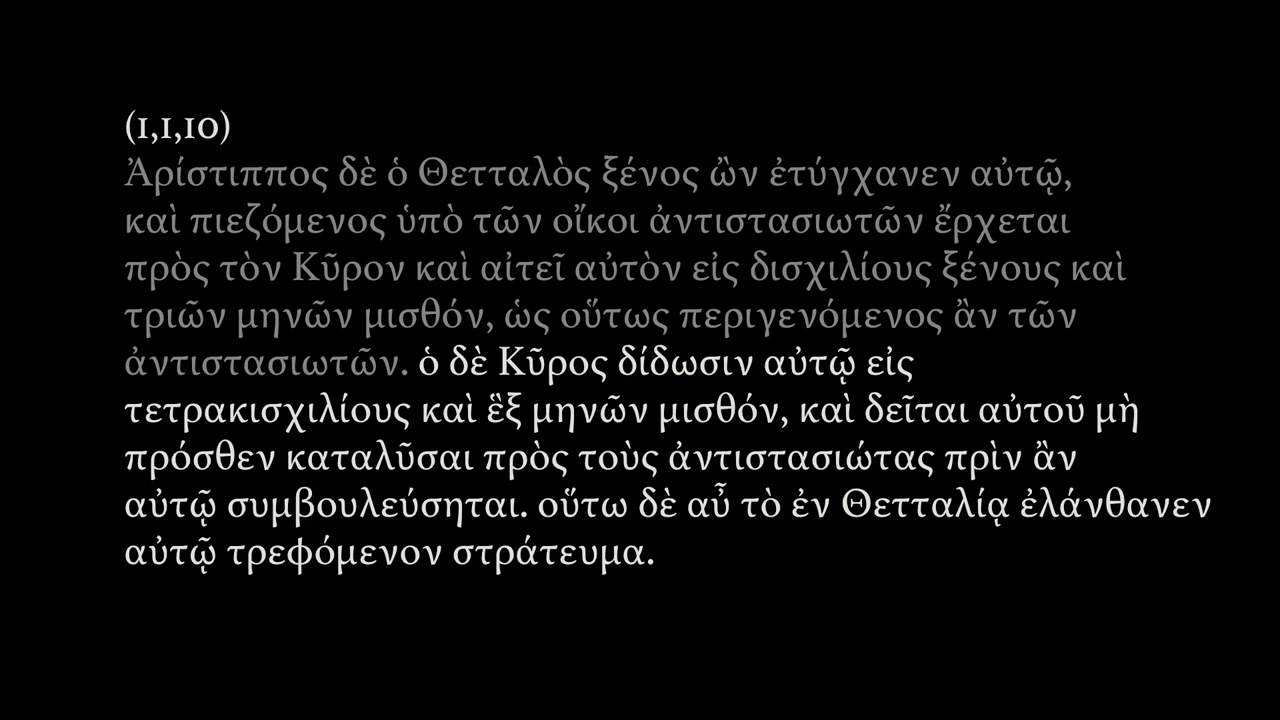 (1,1,10)
Ἀρίστιππος δὲ ὁ Θετταλὸς ξένος ὢν ἐτύγχανεν αὐτῷ,
καὶ πιεζόμενος ὑπὸ τῶν οἴκοι ἀντιστασιωτῶν ἔρχεται
πρὸς τὸν Κῦρον καὶ αἰτεῖ αὐτὸν εἰς δισχιλίους ξένους καὶ
τριῶν μηνῶν μισθόν, ὡς οὕτως περιγενόμενος ἂν τῶν
ἀντιστασιωτῶν. ὁ δὲ Κῦρος δίδωσιν αὐτῷ εἰς
τετρακισχιλίους καὶ ἓξ μηνῶν μισθόν, καὶ δεῖται αὐτοῦ μὴ
πρόσθεν καταλῦσαι πρὸς τοὺς ἀντιστασιώτας πρὶν ἂν
αὐτῷ συμβουλεύσηται. οὕτω δὲ αὖ τὸ ἐν Θετταλίᾳ ἐλάνθανεν
αὐτῷ τρεφόμενον στράτευμα.